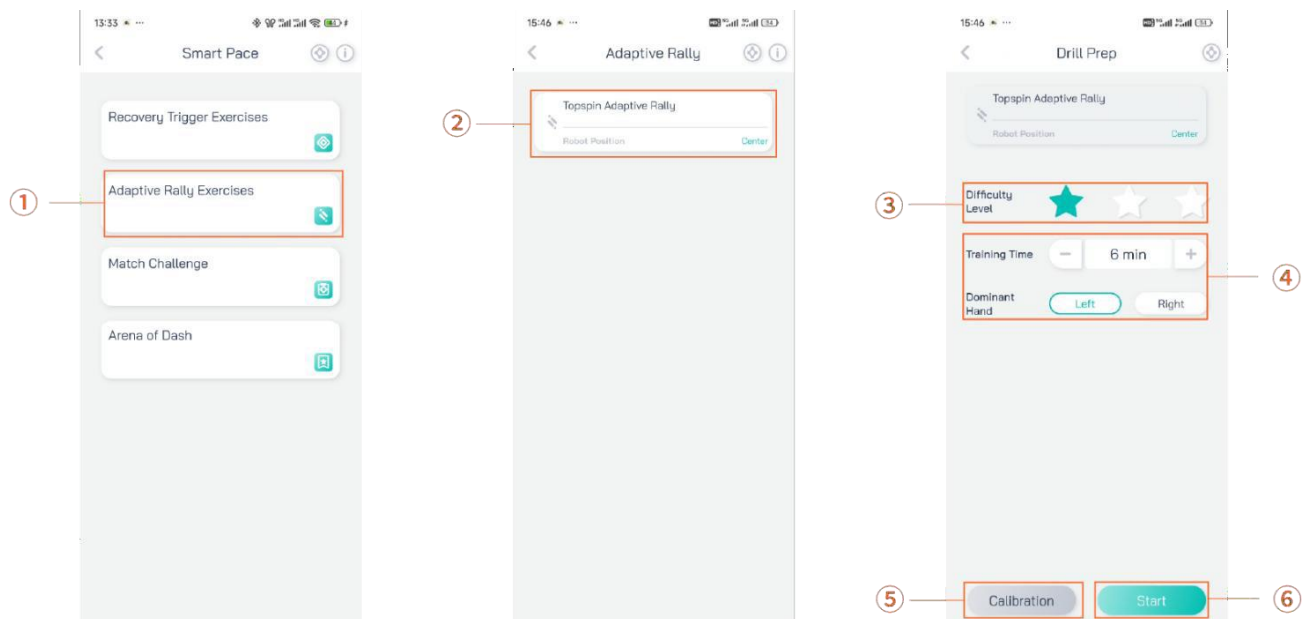 13:33
Smart Pace
Recovery Trigger Exercises
①
Adaptive Rally Exercises
Match Challenge
Arena of Dash
15:46
Adaptive Rally
②
Topspin Adaptive Rally
Robot Position
Center
15:46
Drill Prep
Topspin Adaptive Rally
Robot Position
Center
③
Difficulty
Level
④
Training Time
− 6 min +
Dominant
Hand
Left
Right
⑤
Calibration
Start
⑥